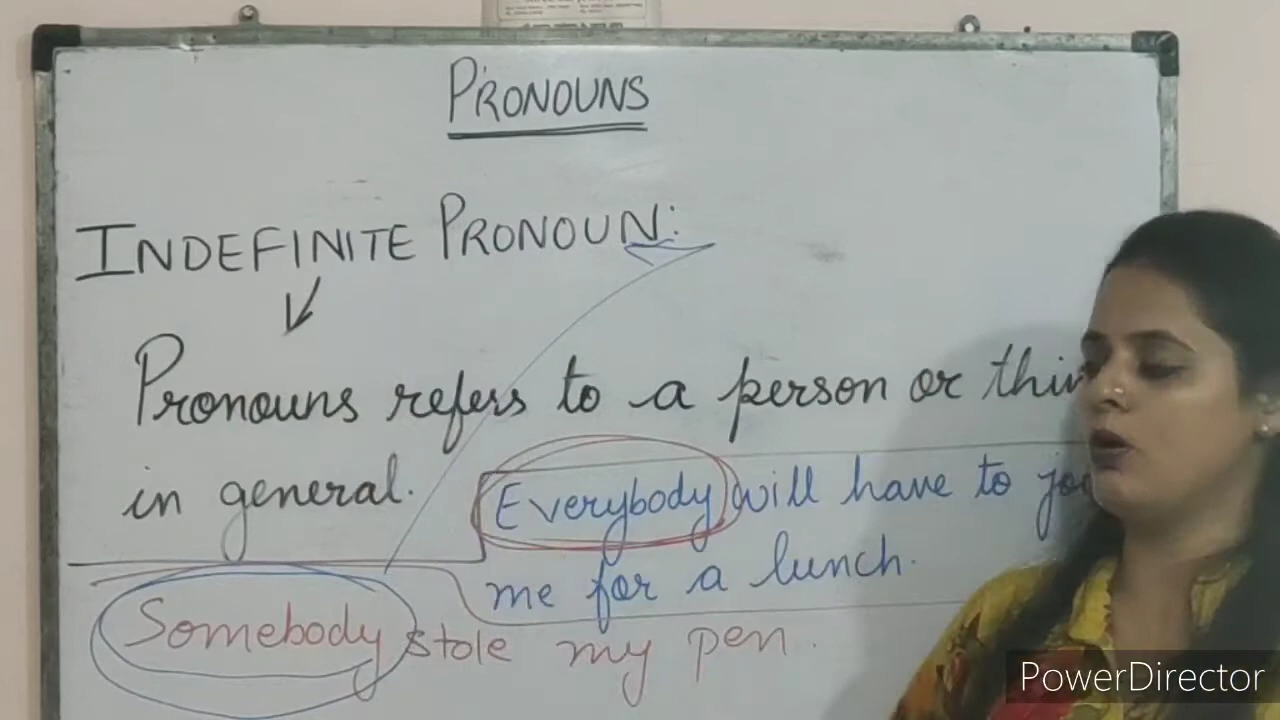 PRONOUNS
INDEFINITE PRONOUN:
Pronouns refers to a person or
in general.
Everybody will have to
me for a lunch.
Somebody stole my pen.
PowerDirector